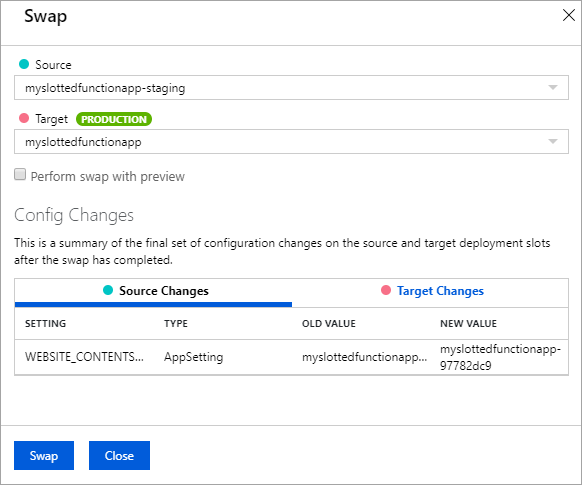 Swap
Source
myslottedfunctionapp-staging
Target PRODUCTION
myslottedfunctionapp
Perform swap with preview
Config Changes
This is a summary of the final set of configuration changes on the source and target deployment slots
after the swap has completed.
Source Changes Target Changes
SETTING TYPE OLD VALUE NEW VALUE
WEBSITE_CONTENTS... AppSetting myslottedfunctionapp... myslottedfunctionapp-
97782dc9
Swap Close